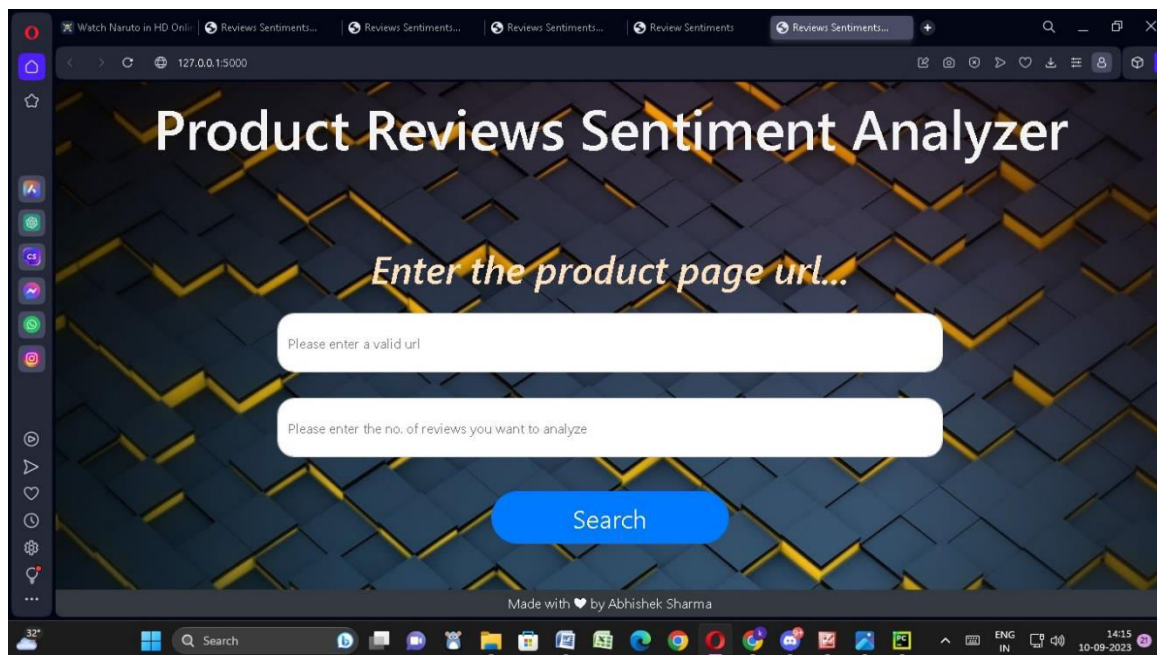 Watch Naruto in HD Onlin
Reviews Sentiments...
Reviews Sentiments...
Reviews Sentiments...
Review Sentiments
Reviews Sentiments...
127.0.0.1:5000
Product Reviews Sentiment Analyzer
Enter the product page url...
Please enter a valid url
Please enter the no. of reviews you want to analyze
Search
Made with ❤ by Abhishek Sharma
32°
Search
ENG
IN
14:15
10-09-2023
21